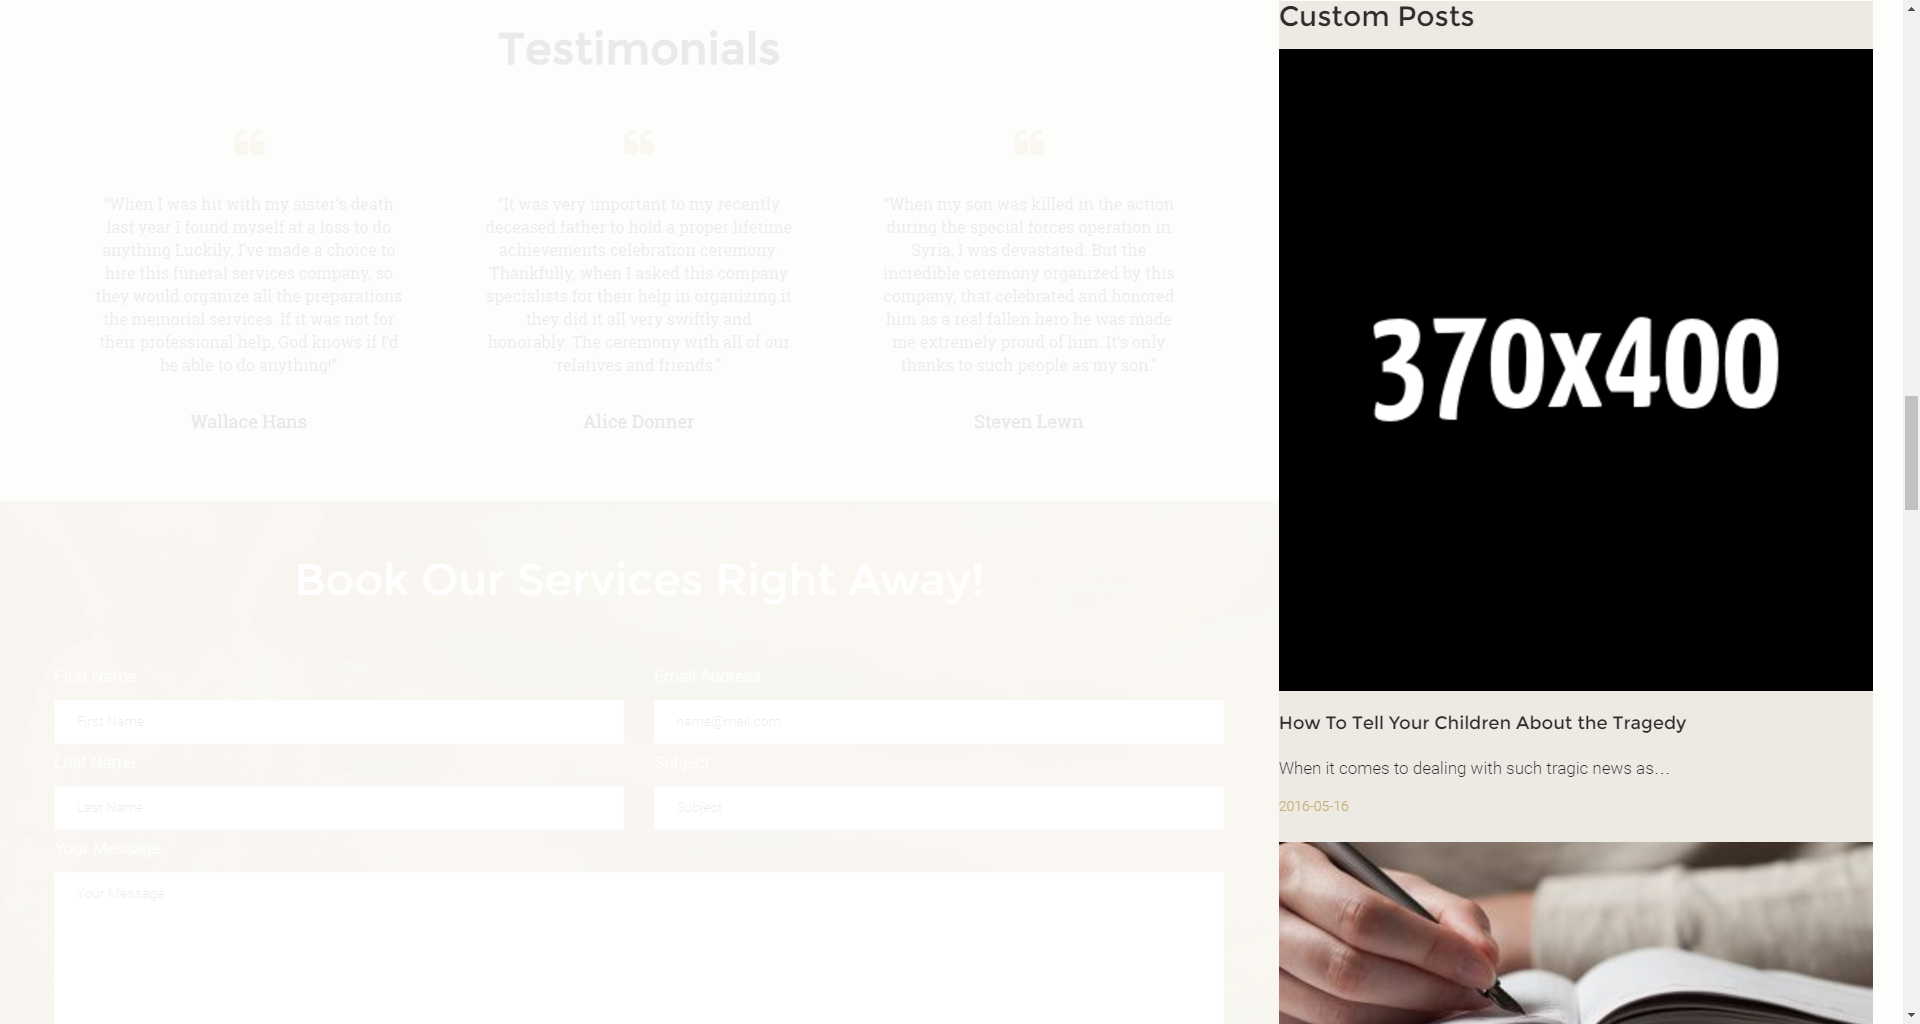 Testimonials
“When I was hit with my sister’s death
last year I found myself at a loss to do
anything Luckily, I’ve made a choice to
hire this funeral services company, so
they would organize all the preparations
the memorial services. If it was not for
their professional help, God knows if I’d
be able to do anything!”
Wallace Hans
“It was very important to my recently
deceased father to hold a proper lifetime
achievements celebration ceremony.
Thankfully, when I asked this company
specialists for their help in organizing it
they did it all very swiftly and
honorably. The ceremony with all of our
relatives and friends.”
Alice Donner
“When my son was killed in the action
during the special forces operation in
Syria, I was devastated. But the
incredible ceremony organized by this
company, that celebrated and honored
him as a real fallen hero he was made
me extremely proud of him. It’s only
thanks to such people as my son.”
Steven Lewn
Book Our Services Right Away!
First Name
First Name
Email Address
name@mail.com
Last Name
Last Name
Subject
Subject
Your Message
Your Message
Custom Posts
370x400
How To Tell Your Children About the Tragedy
When it comes to dealing with such tragic news as…
2016-05-16